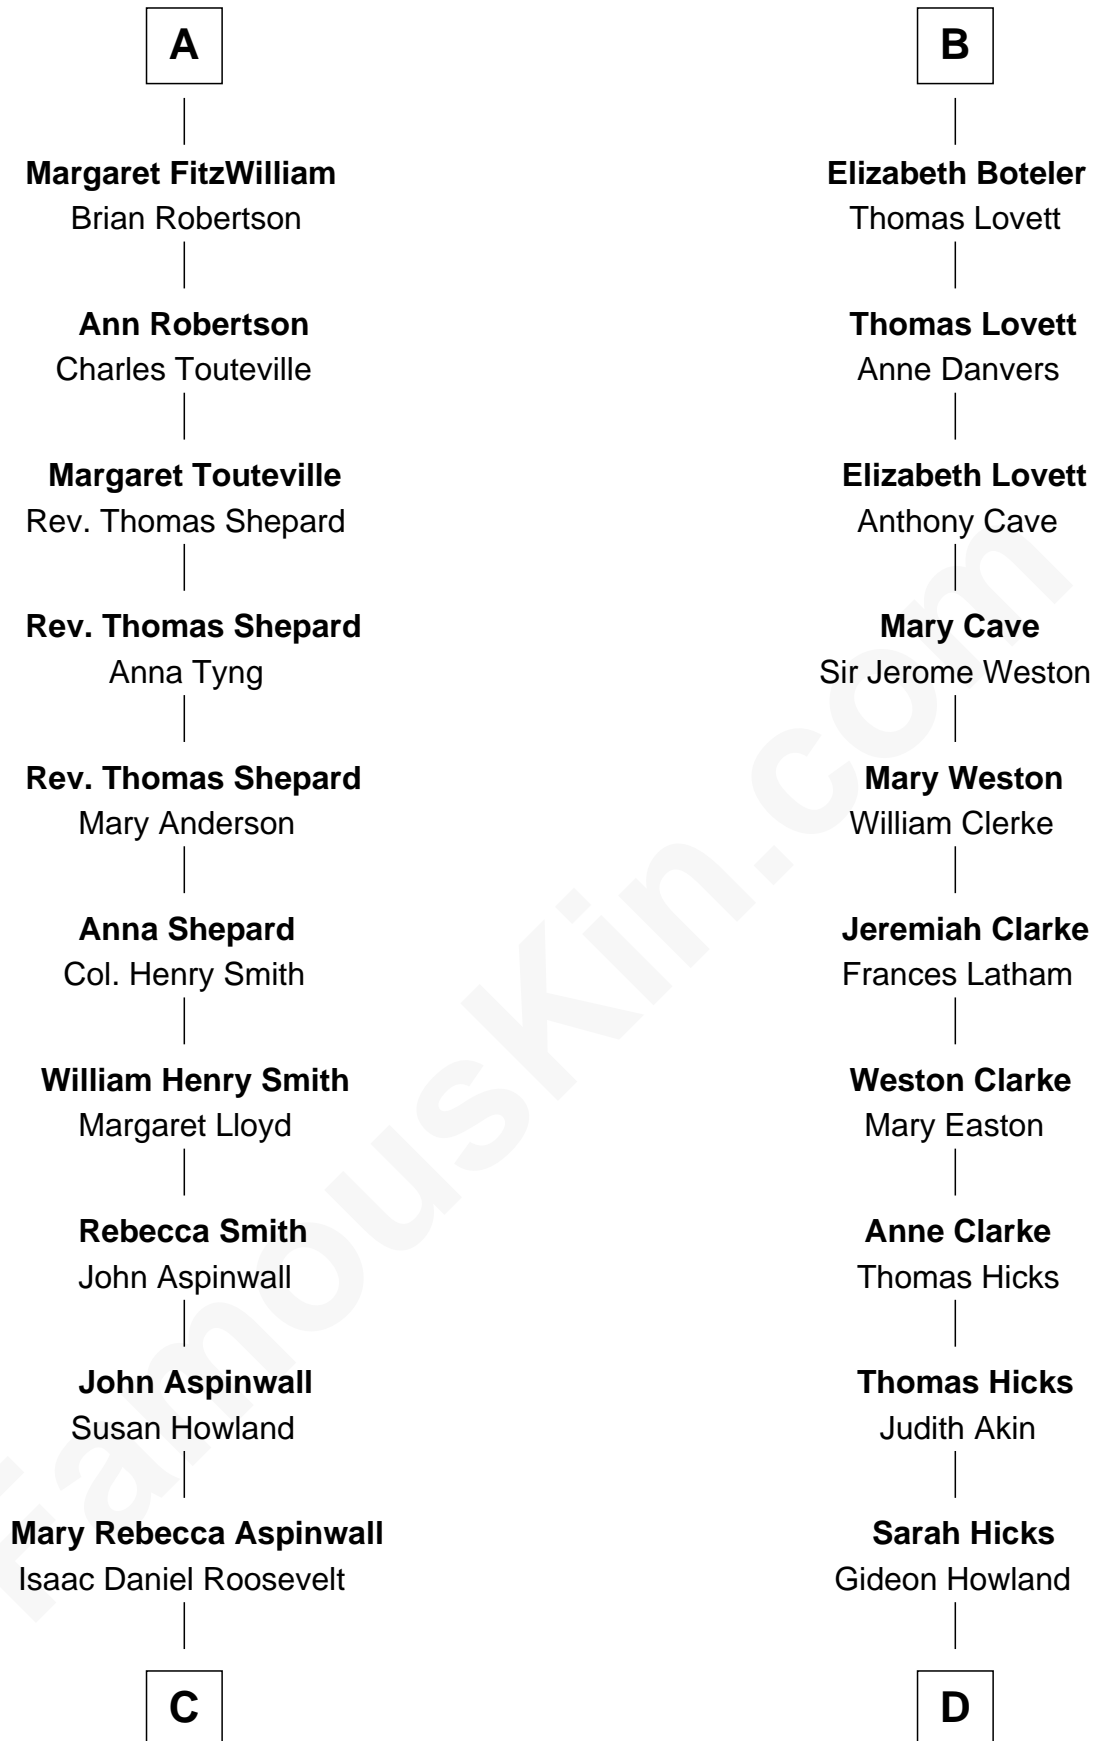 A
Margaret FitzWilliam
Brian Robertson
Ann Robertson
Charles Touteville
Margaret Touteville
Rev. Thomas Shepard
Rev. Thomas Shepard
Anna Tyng
Rev. Thomas Shepard
Mary Anderson
Anna Shepard
Col. Henry Smith
William Henry Smith
Margaret Lloyd
Rebecca Smith
John Aspinwall
John Aspinwall
Susan Howland
Mary Rebecca Aspinwall
Isaac Daniel Roosevelt
C
B
Elizabeth Boteler
Thomas Lovett
Thomas Lovett
Anne Danvers
Elizabeth Lovett
Anthony Cave
Mary Cave
Sir Jerome Weston
Mary Weston
William Clerke
Jeremiah Clarke
Frances Latham
Weston Clarke
Mary Easton
Anne Clarke
Thomas Hicks
Thomas Hicks
Judith Akin
Sarah Hicks
Gideon Howland
D
FamousKin.com